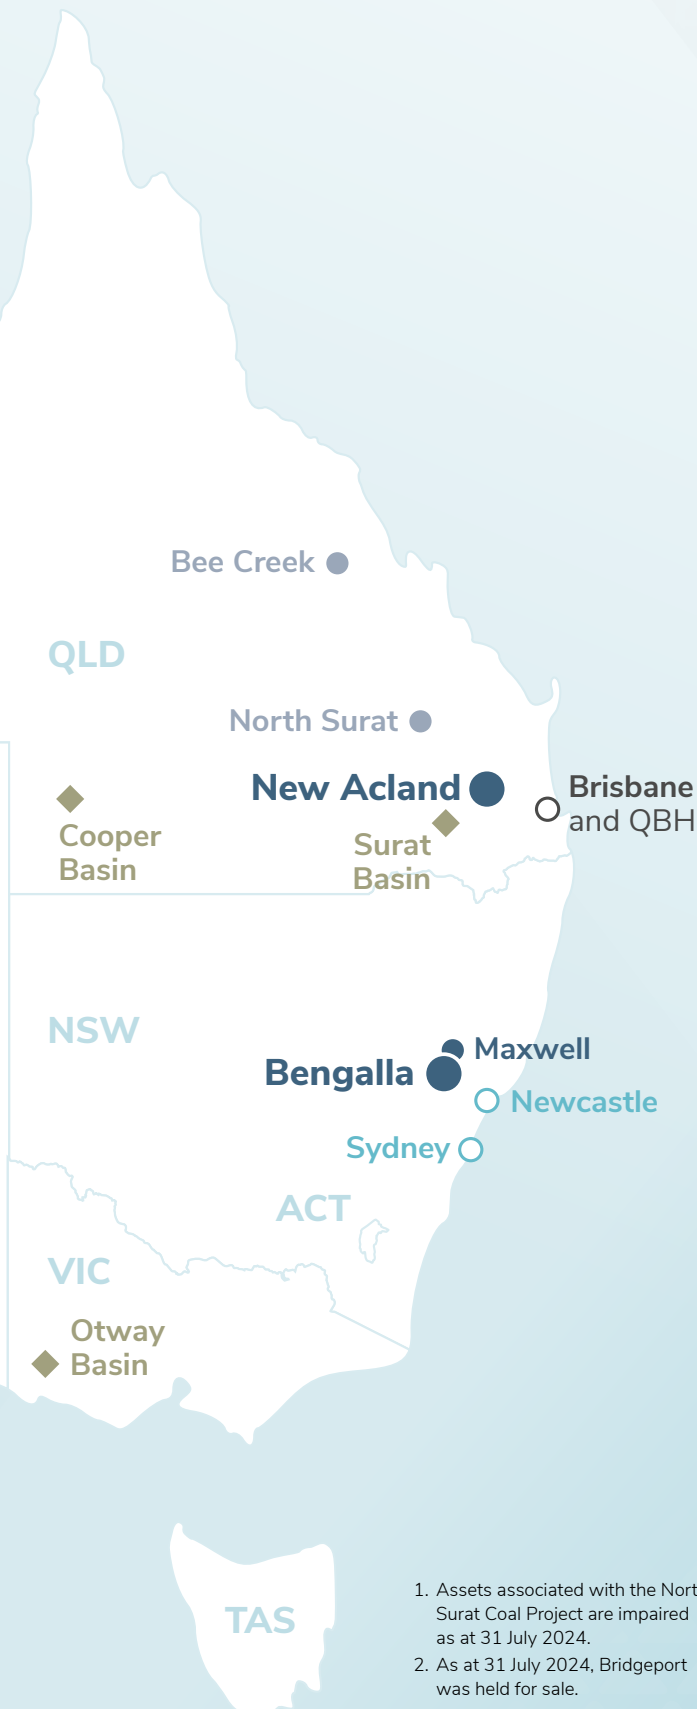 Bee Creek
QLD
North Surat
New Acland
Brisbane
and QBH
Cooper
Basin
Surat
Basin
NSW
Maxwell
Bengalla
Newcastle
Sydney
ACT
VIC
Otway
Basin
TAS
1. Assets associated with the Nort
Surat Coal Project are impaired
as at 31 July 2024.
2. As at 31 July 2024, Bridgeport
was held for sale.